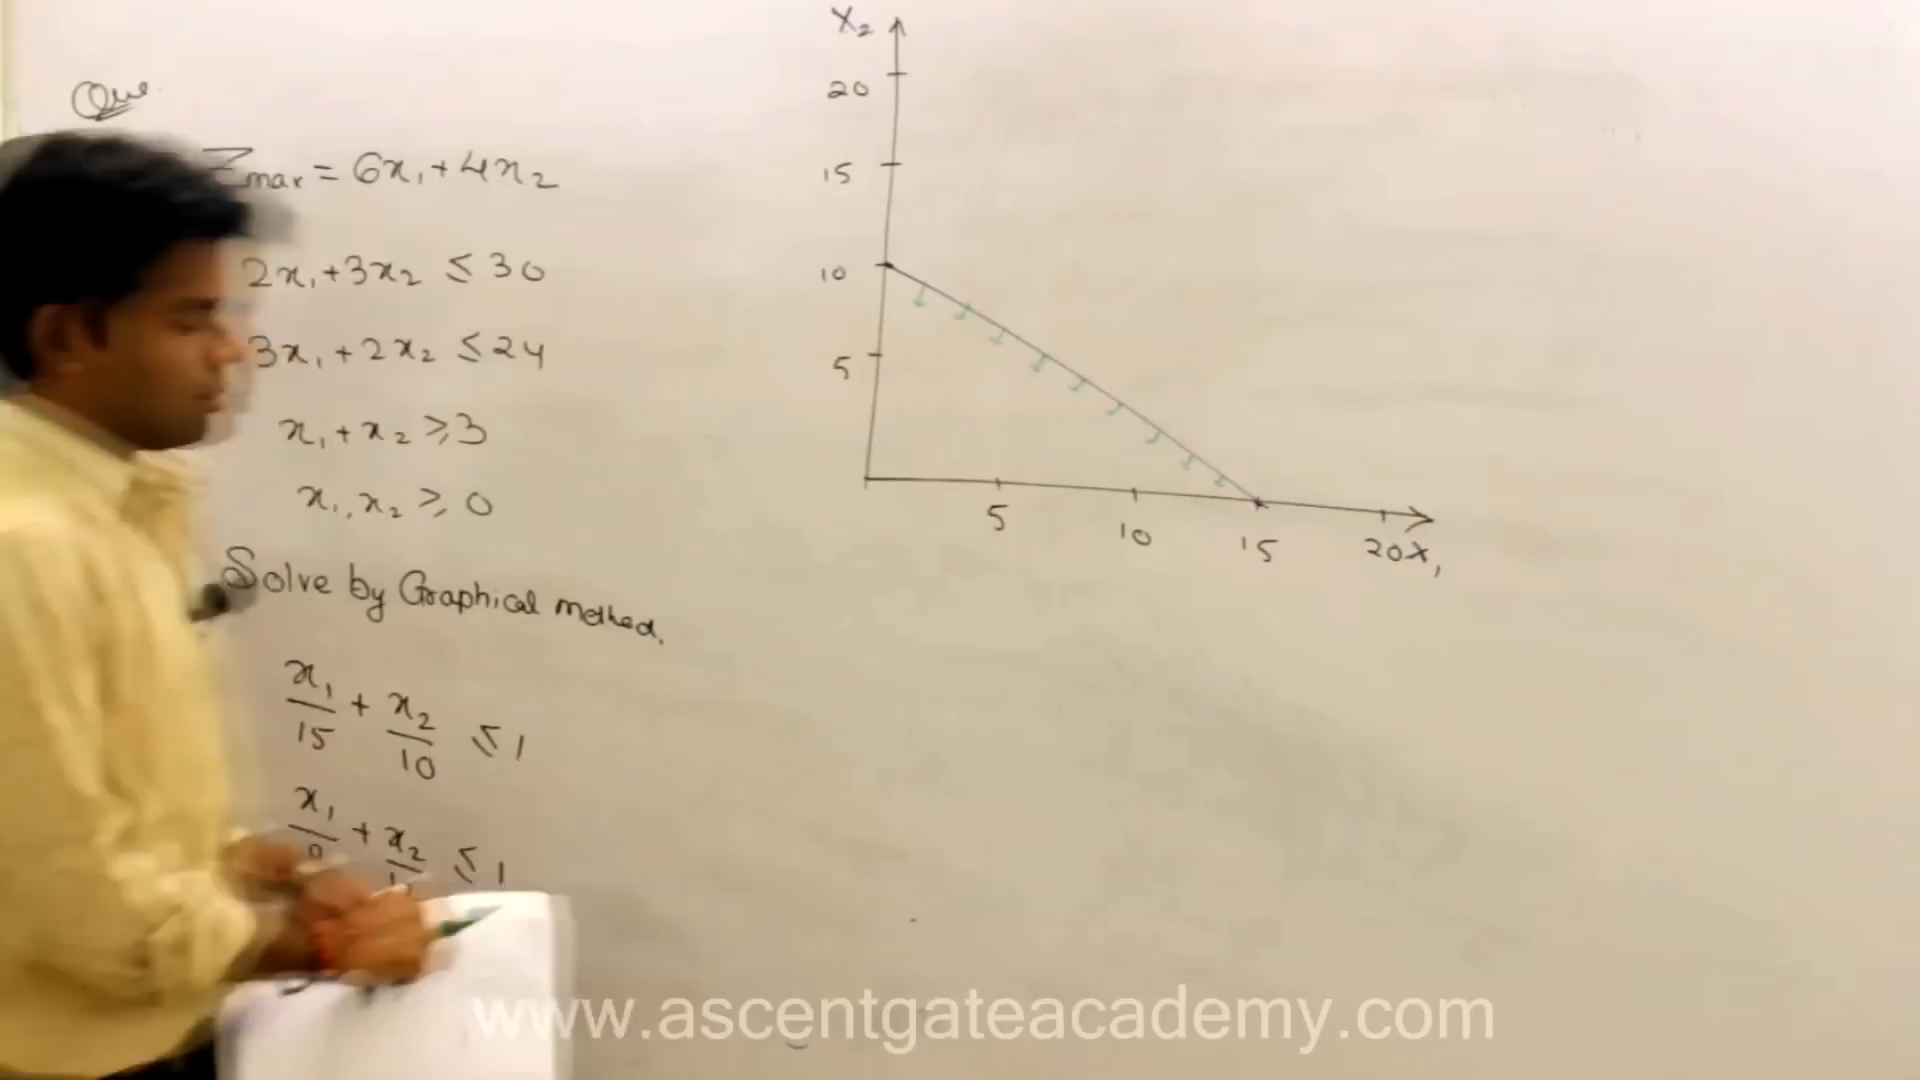 Que.
Zmax = 6x₁ + 4x₂
2x₁ + 3x₂ ≤ 30
3x₁ + 2x₂ ≤ 24
x₁ + x₂ ≥ 3
x₁, x₂ ≥ 0
Solve by Graphical method.
x₁/15 + x₂/10 ≤ 1
x₁/ + x₂/ ≤ 1
X₂
20
15
10
5
5 10 15 20 X₁
www.ascentgateacademy.com